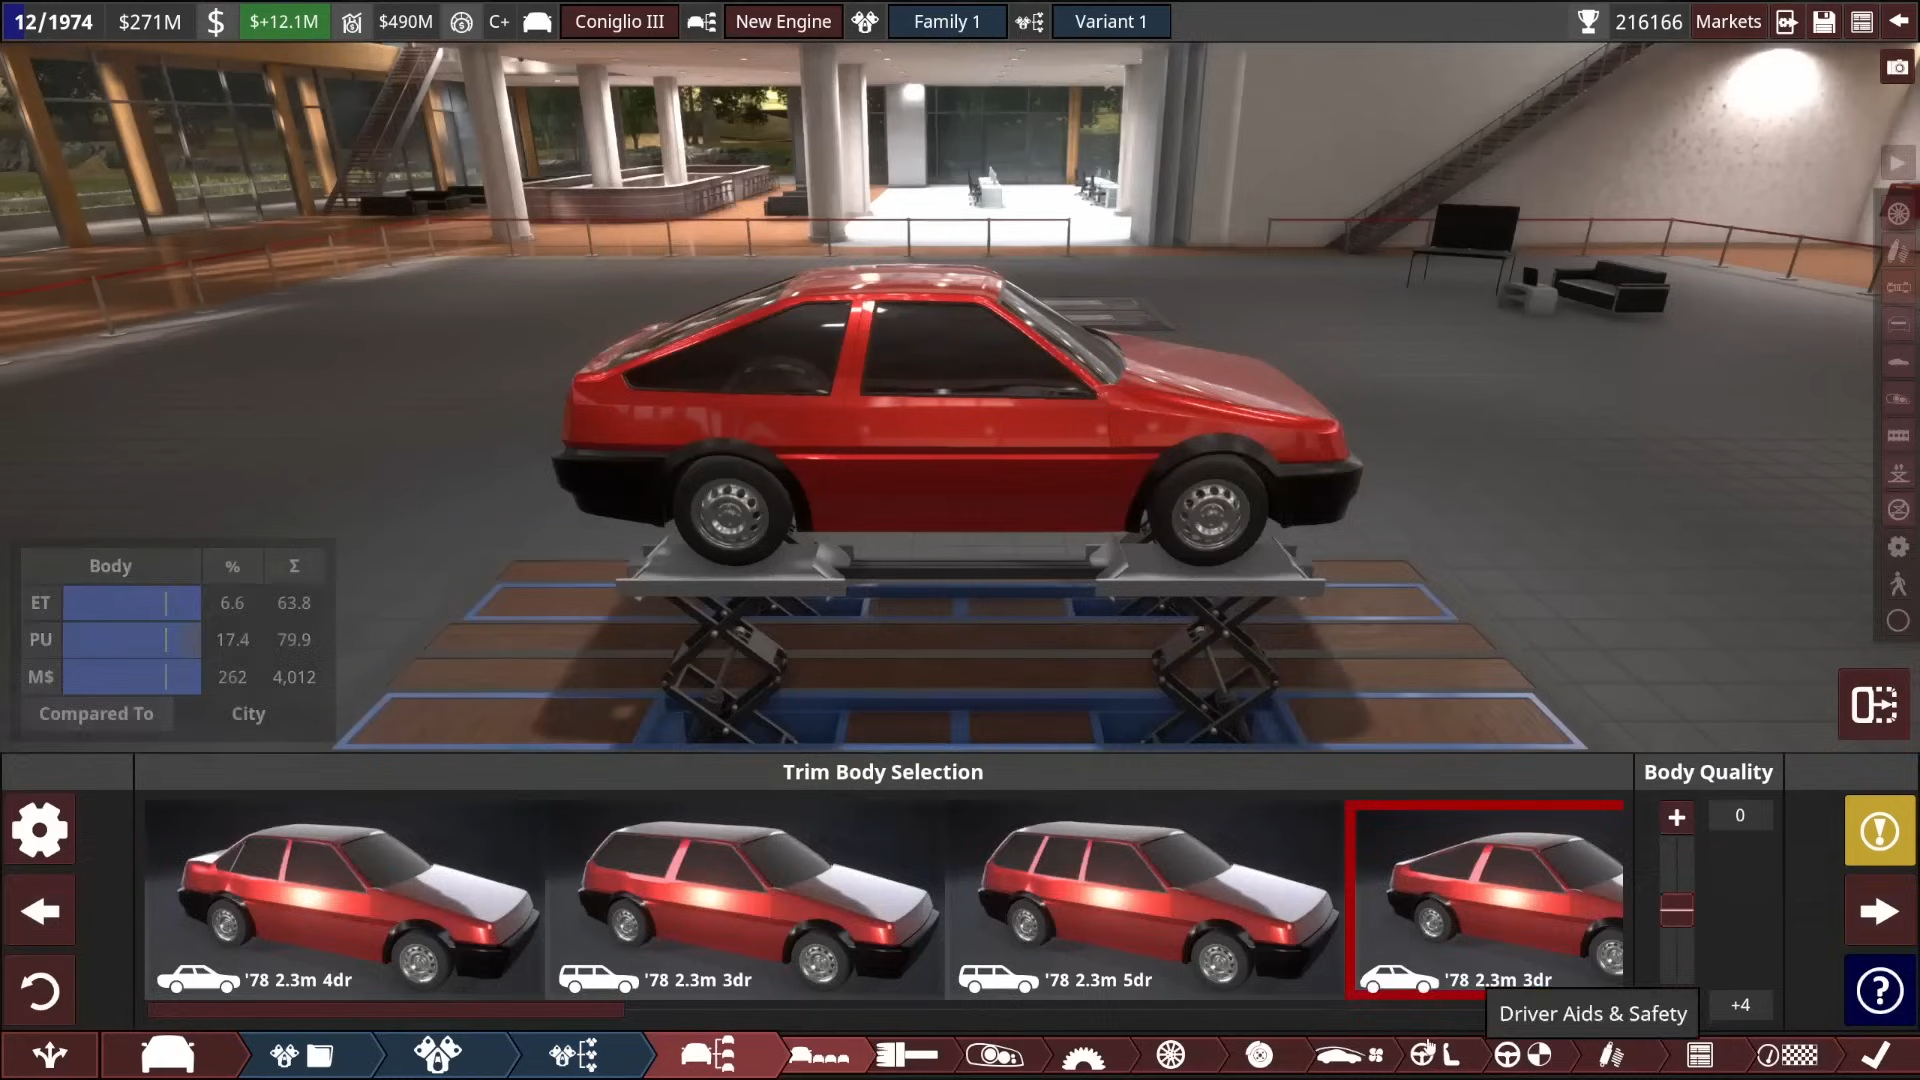 12/1974 $271M $+12.1M $490M C+ Coniglio III New Engine Family 1 Variant 1 216166 Markets
Body % Σ
ET 6.6 63.8
PU 17.4 79.9
M$ 262 4,012
Compared To City
Trim Body Selection
Body Quality
0
'78 2.3m 4dr
'78 2.3m 3dr
'78 2.3m 5dr
'78 2.3m 3dr
+4
Driver Aids & Safety